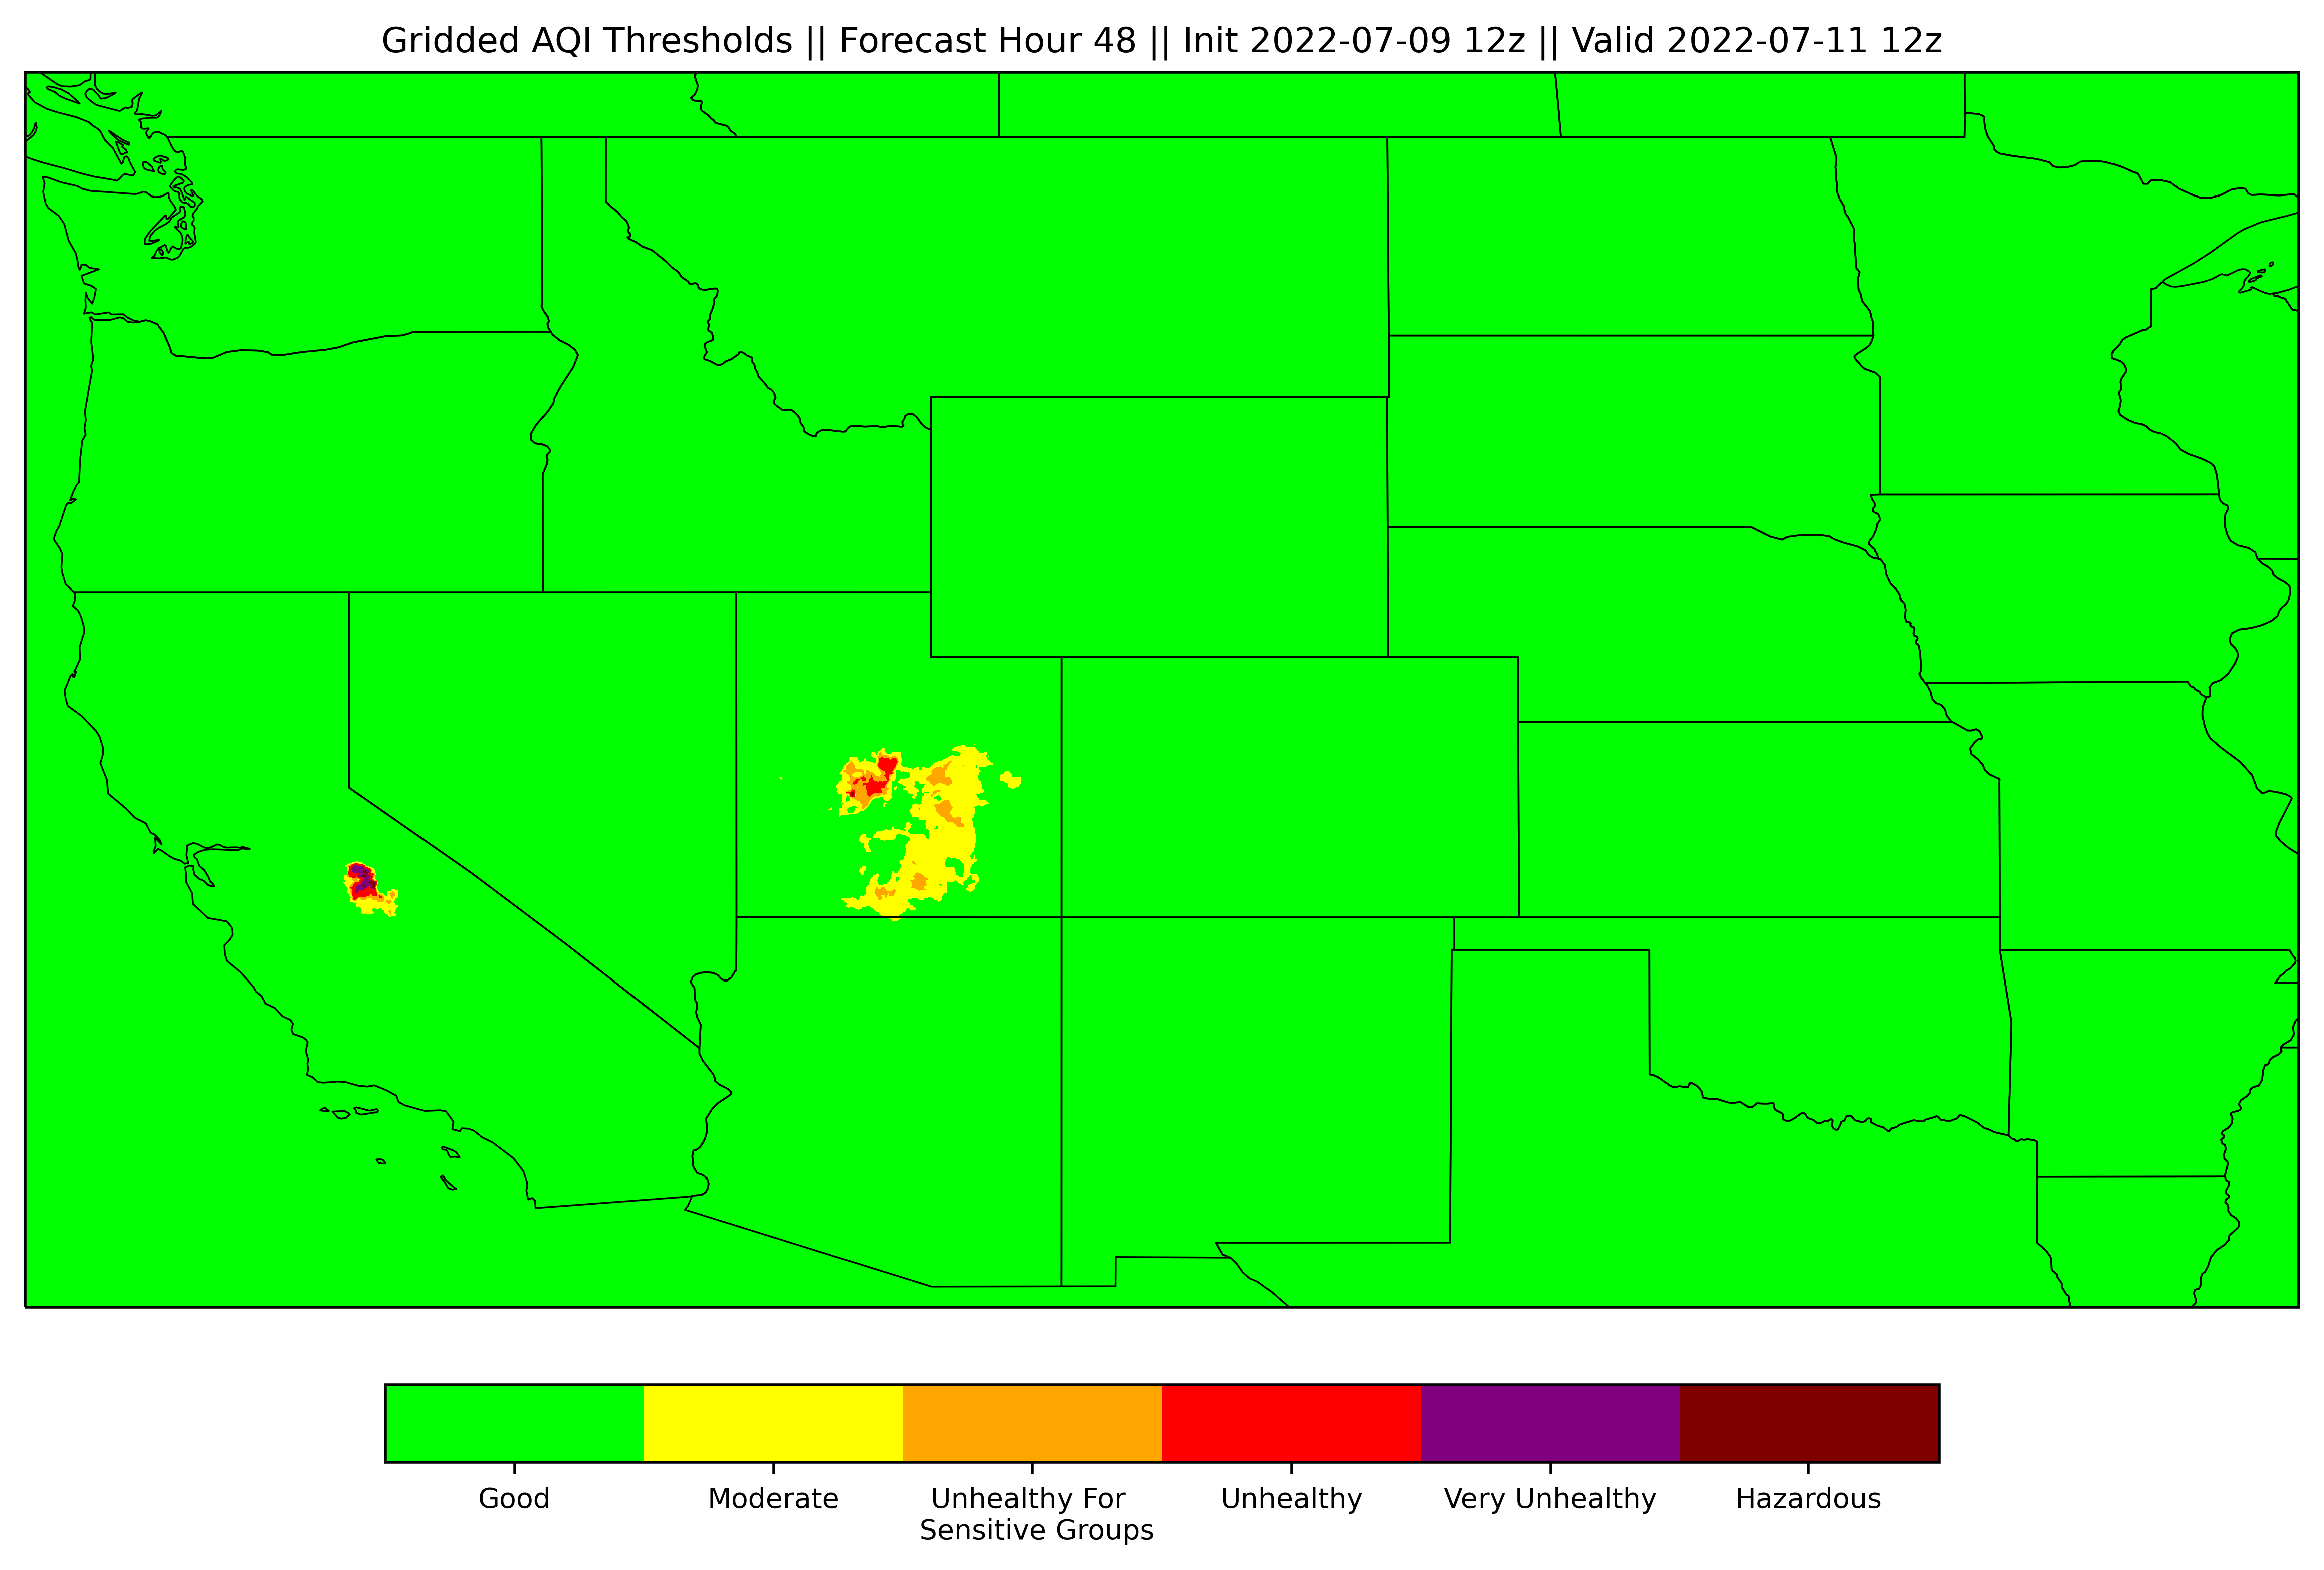 Gridded AQI Thresholds || Forecast Hour 48 || Init 2022-07-09 12z || Valid 2022-07-11 12z
Good
Moderate
Unhealthy For
Sensitive Groups
Unhealthy
Very Unhealthy
Hazardous